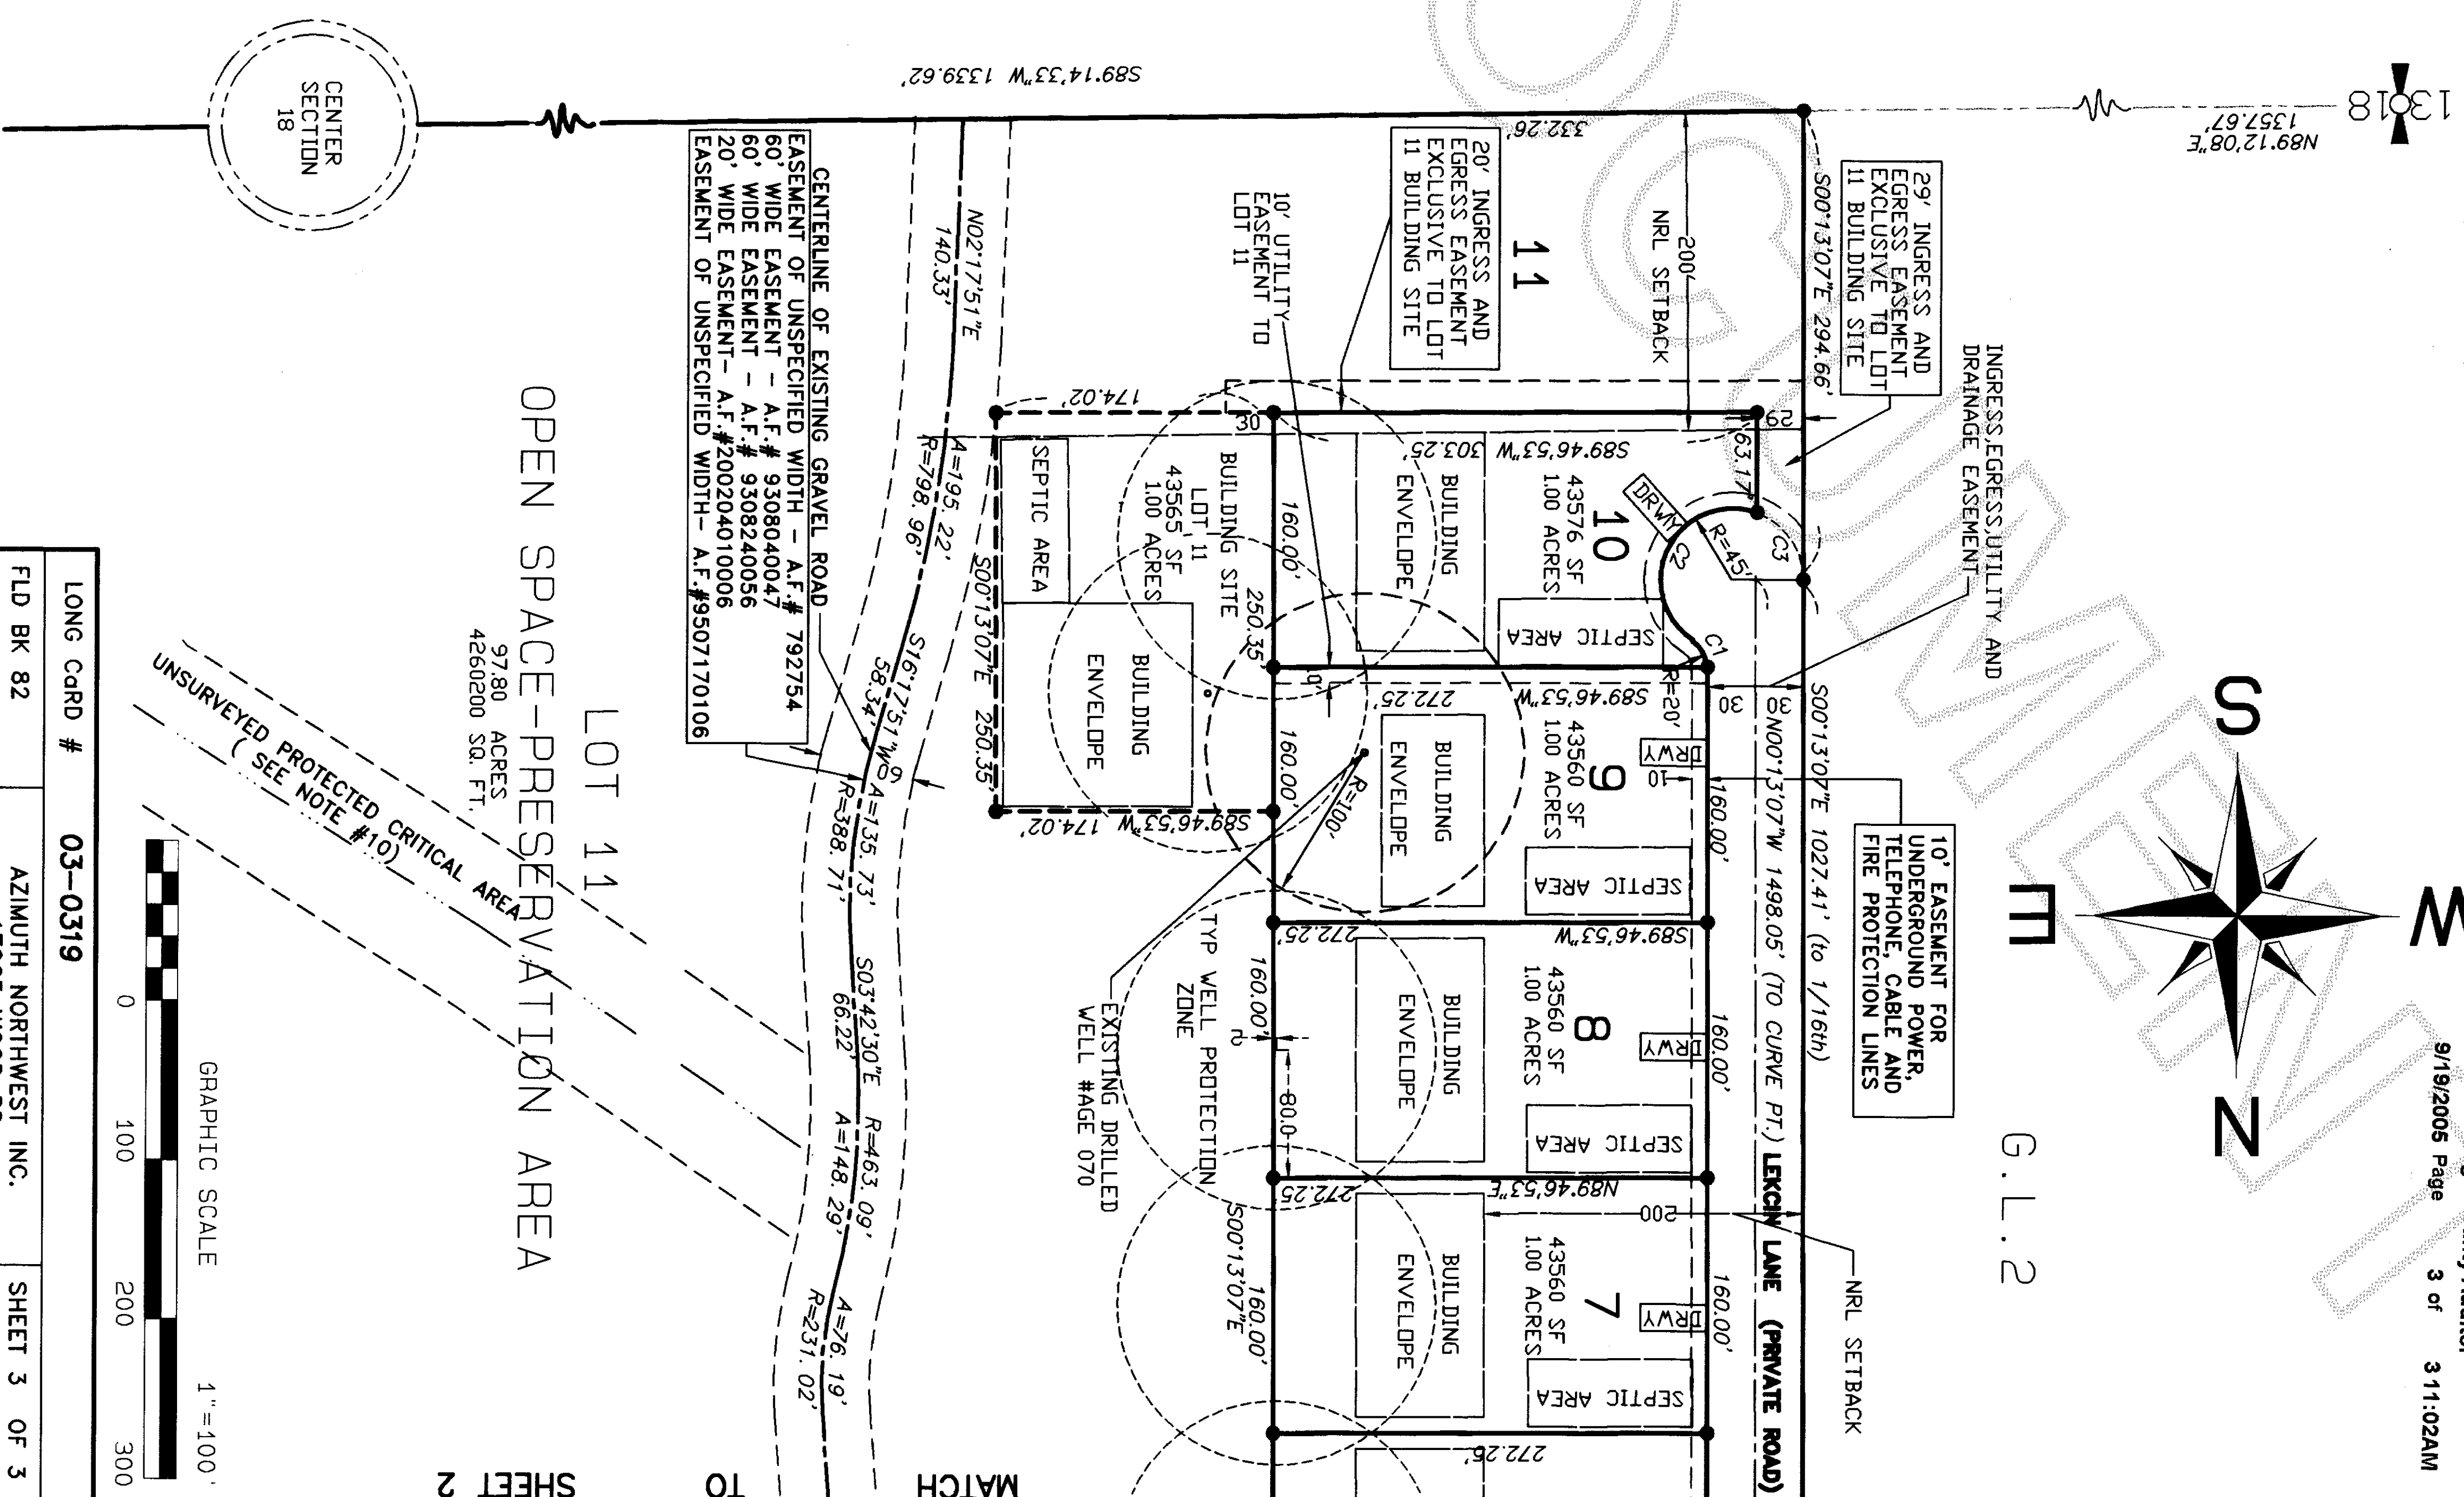 CENTER
SECTION
18
S89°14'33"W 1339.62'
332.26'
N89°12'08"E
1357.67'
13
18
S00°13'07"E 294.66'
29' INGRESS AND
EGRESS EASEMENT
EXCLUSIVE TO LOT
11 BUILDING SITE
INGRESS,EGRESS,UTILITY AND
DRAINAGE EASEMENT
200'
NRL SETBACK
11
20' INGRESS AND
EGRESS EASEMENT
EXCLUSIVE TO LOT
11 BUILDING SITE
10' UTILITY
EASEMENT TO
LOT 11
N02°17'51"E
140.33'
CENTERLINE OF EXISTING GRAVEL ROAD
EASEMENT OF UNSPECIFIED WIDTH - A.F.# 792754
60' WIDE EASEMENT - A.F.# 9308040047
60' WIDE EASEMENT - A.F.# 9308240056
20' WIDE EASEMENT- A.F.#200204010006
EASEMENT OF UNSPECIFIED WIDTH- A.F.#9507170106
174.02'
30
29
63.17'
S89°46'53"W 303.25'
DRWY
C2
R=45'
C3
C1
R=20'
10
43576 SF
1.00 ACRES
BUILDING
ENVELOPE
SEPTIC AREA
160.00'
250.35'
BUILDING SITE
LOT 11
43565 SF
1.00 ACRES
SEPTIC AREA
BUILDING
ENVELOPE
A=195.22'
R=798.96'
S00°13'07"E 250.35'
S16°17'51"W
58.34'
60
S89°46'53"W 174.02'
10'
S89°46'53"W
272.25'
30
30
S00°13'07"E 1027.41' (to 1/16th)
N00°13'07"W 1498.05' (TO CURVE PT.)
LEKCIN LANE (PRIVATE ROAD)
9
43560 SF
1.00 ACRES
DRWY
10
160.00'
BUILDING
ENVELOPE
SEPTIC AREA
160.00'
R=100'
10' EASEMENT FOR
UNDERGROUND POWER,
TELEPHONE, CABLE AND
FIRE PROTECTION LINES
S89°46'53"W
272.25'
8
43560 SF
1.00 ACRES
DRWY
160.00'
BUILDING
ENVELOPE
SEPTIC AREA
160.00'
2
80.0
TYP WELL PROTECTION
ZONE
EXISTING DRILLED
WELL #AGE 070
N89°46'53"E
272.25'
200
NRL SETBACK
7
43560 SF
1.00 ACRES
DRWY
160.00'
BUILDING
ENVELOPE
SEPTIC AREA
S00°13'07"E
160.00'
272.25'
A=135.73'
R=388.71'
S03°42'30"E
66.22'
R=463.09'
A=148.29'
A=76.19'
R=231.02'
LOT 11
OPEN SPACE-PRESERVATION AREA
97.80 ACRES
4260200 SQ. FT.
UNSURVEYED PROTECTED CRITICAL AREA
( SEE NOTE #10)
S
W
E
N
G.L.2
9/19/2005 Page 3 of 3 11:02AM
DOCUMENT
MATCH TO SHEET 2
GRAPHIC SCALE 1"=100'
0 100 200 300
LONG CaRD # 03-0319
FLD BK 82
AZIMUTH NORTHWEST INC.
SHEET 3 OF 3